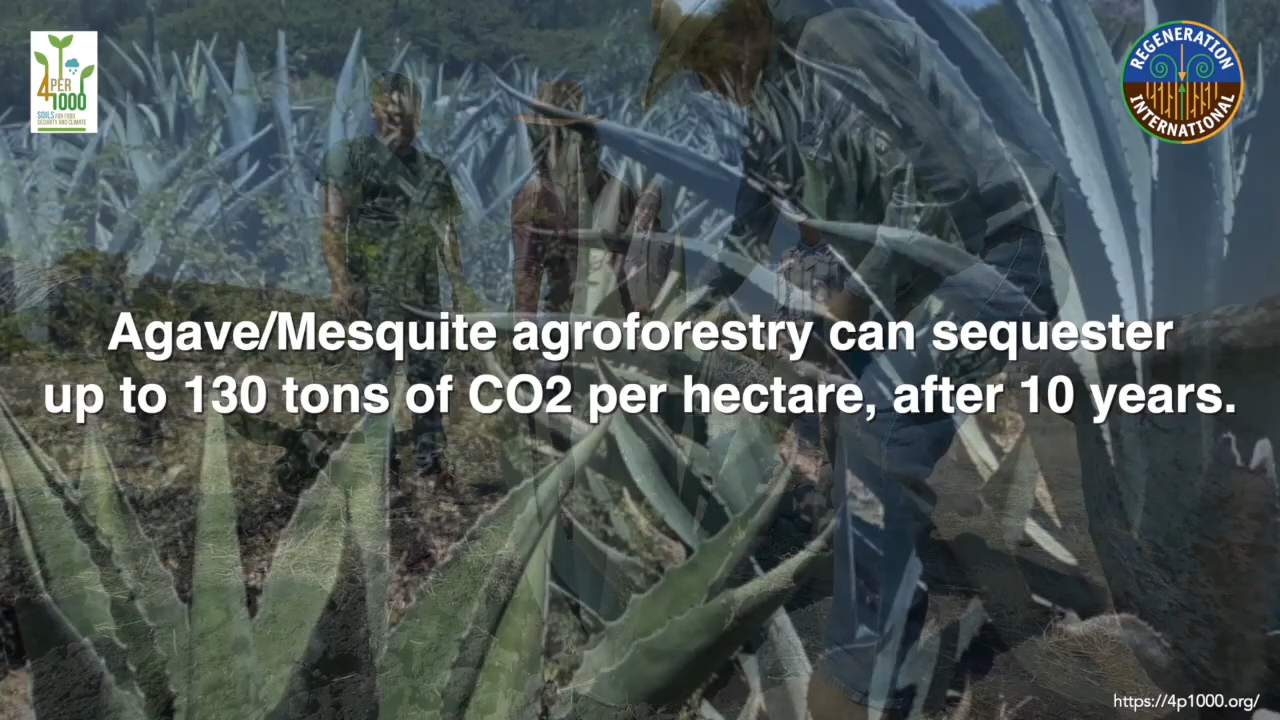 4 PER
1000
SOILS FOR FOOD
SECURITY AND CLIMATE
REGENERATION
INTERNATIONAL
Agave/Mesquite agroforestry can sequester
up to 130 tons of CO2 per hectare, after 10 years.
https://4p1000.org/